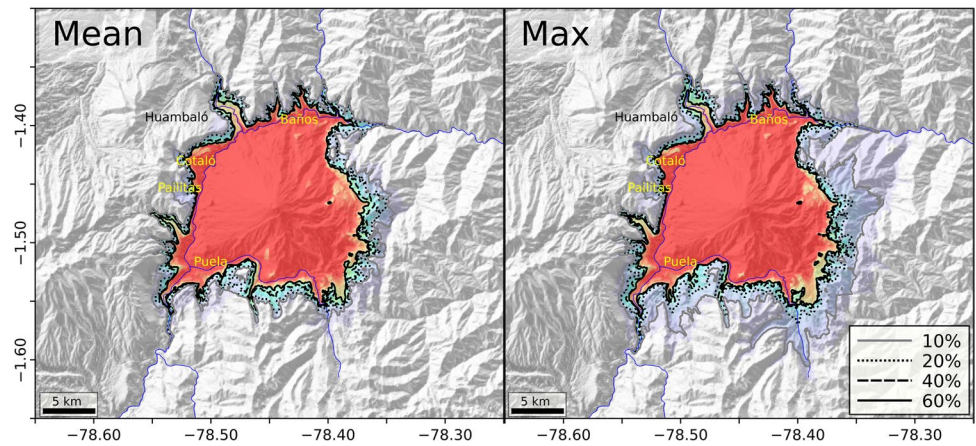 Mean
Max
Huambaló
Baños
Cotaló
Pailitas
Puela
Huambaló
Baños
Cotaló
Pailitas
Puela
−1.40
−1.50
−1.60
10%
20%
40%
60%
5 km
5 km
−78.60
−78.50
−78.40
−78.30
−78.60
−78.50
−78.40
−78.30